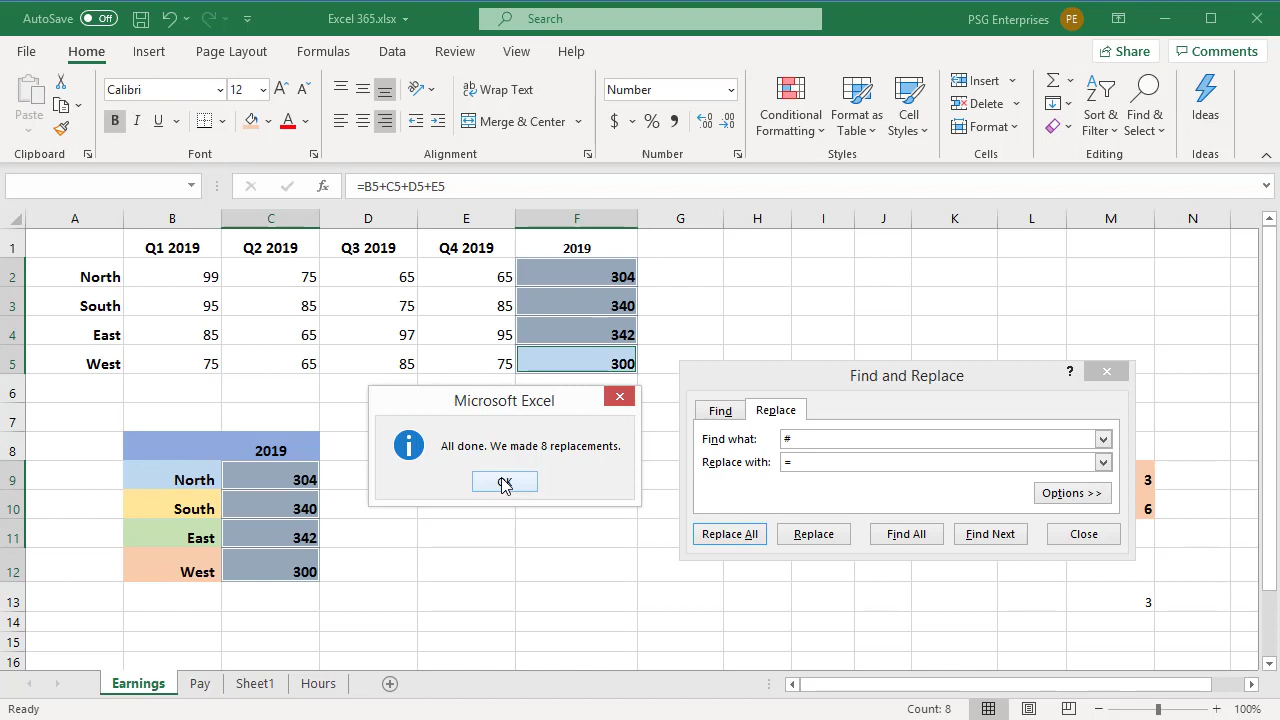 AutoSave Off Excel 365.xlsx Search PSG Enterprises PE
File Home Insert Page Layout Formulas Data Review View Help Share Comments
Paste Calibri 12 A A ab Wrap Text Number Conditional Formatting Format as Table Cell Styles Insert Σ Sort & Filter Find & Select Ideas
B I U A Merge & Center $ % , Delete
Format
Clipboard Font Alignment Number Styles Cells Editing Ideas
fx =B5+C5+D5+E5
A B C D E F G H I J K L M N
1 Q1 2019 Q2 2019 Q3 2019 Q4 2019 2019
2 North 99 75 65 65 304
3 South 95 85 75 85 340
4 East 85 65 97 95 342
5 West 75 65 85 75 300
6
7
8 2019
9 North 304 3
10 South 340 6
11 East 342
12 West 300
13 3
14
15
16
Microsoft Excel
All done. We made 8 replacements.
Find and Replace ?
Find Replace
Find what: #
Replace with: =
Options >>
Replace All Replace Find All Find Next Close
Earnings Pay Sheet1 Hours
Ready Count: 8 100%